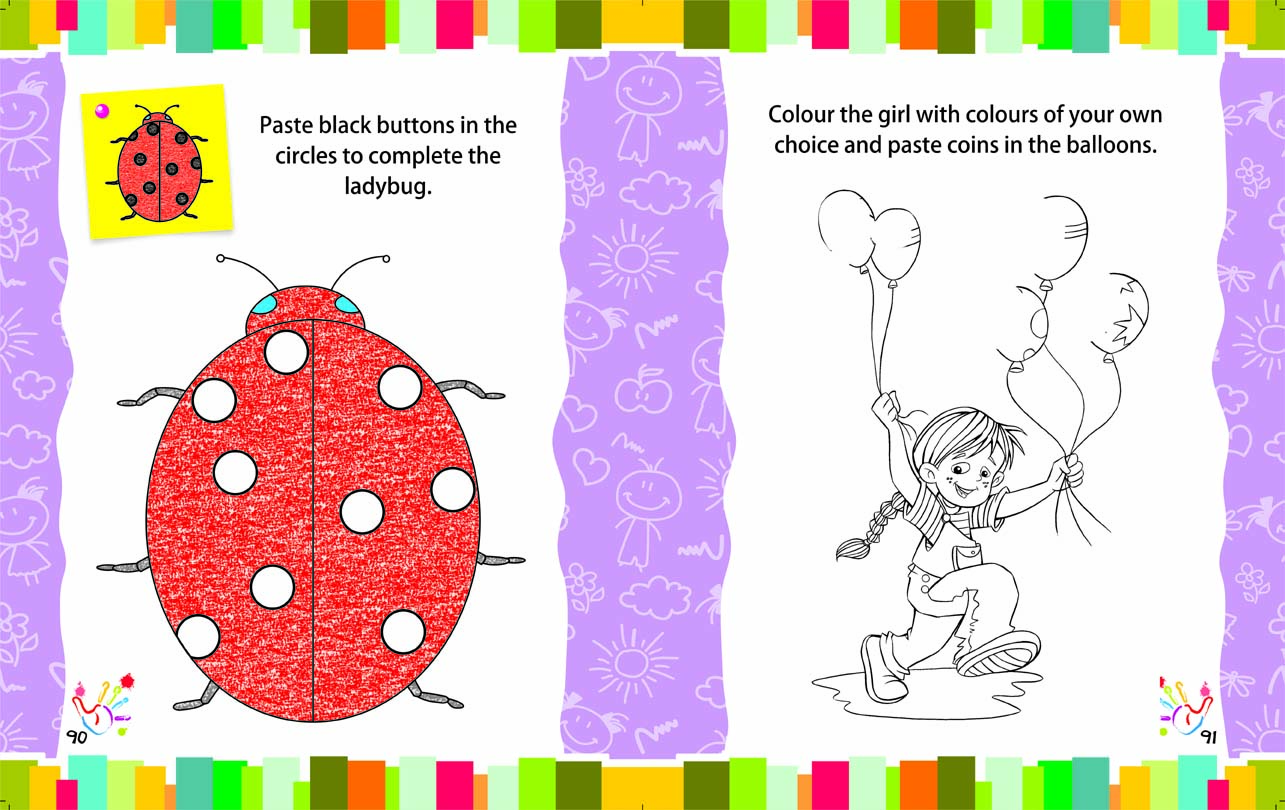 Paste black buttons in the
circles to complete the
ladybug.
90
Colour the girl with colours of your own
choice and paste coins in the balloons.
91